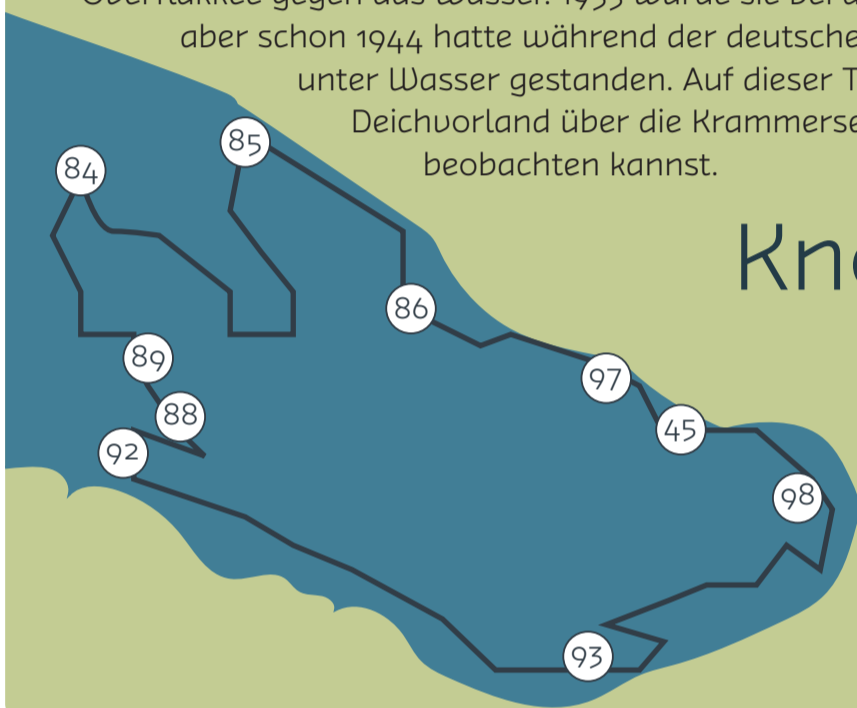 aber schon 1944 hatte während der deutsche
unter Wasser gestanden. Auf dieser T
Deichvorland über die Krammerse
beobachten kannst.
85
84
Kn
86
89
97
88
45
92
98
93